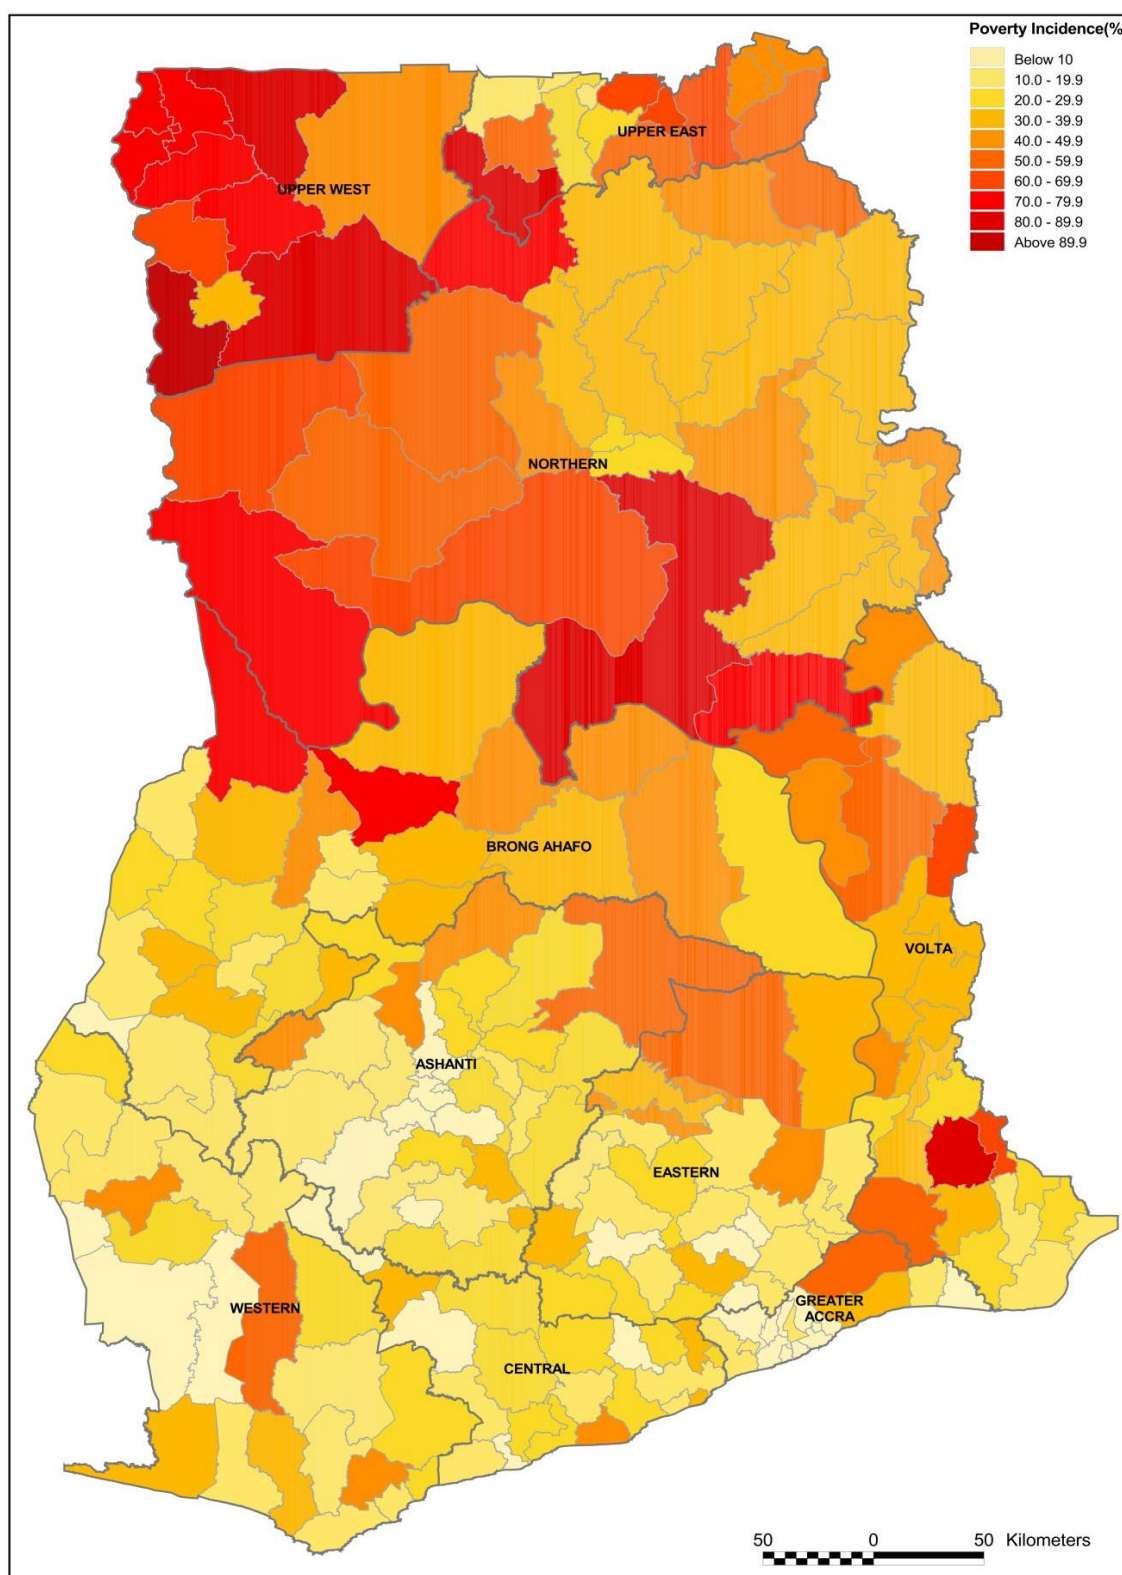 Poverty Incidence(%
Below 10
10.0 - 19.9
20.0 - 29.9
30.0 - 39.9
40.0 - 49.9
50.0 - 59.9
60.0 - 69.9
70.0 - 79.9
80.0 - 89.9
Above 89.9
UPPER EAST
UPPER WEST
NORTHERN
BRONG AHAFO
VOLTA
ASHANTI
EASTERN
WESTERN
GREATER
ACCRA
CENTRAL
50 0 50 Kilometers